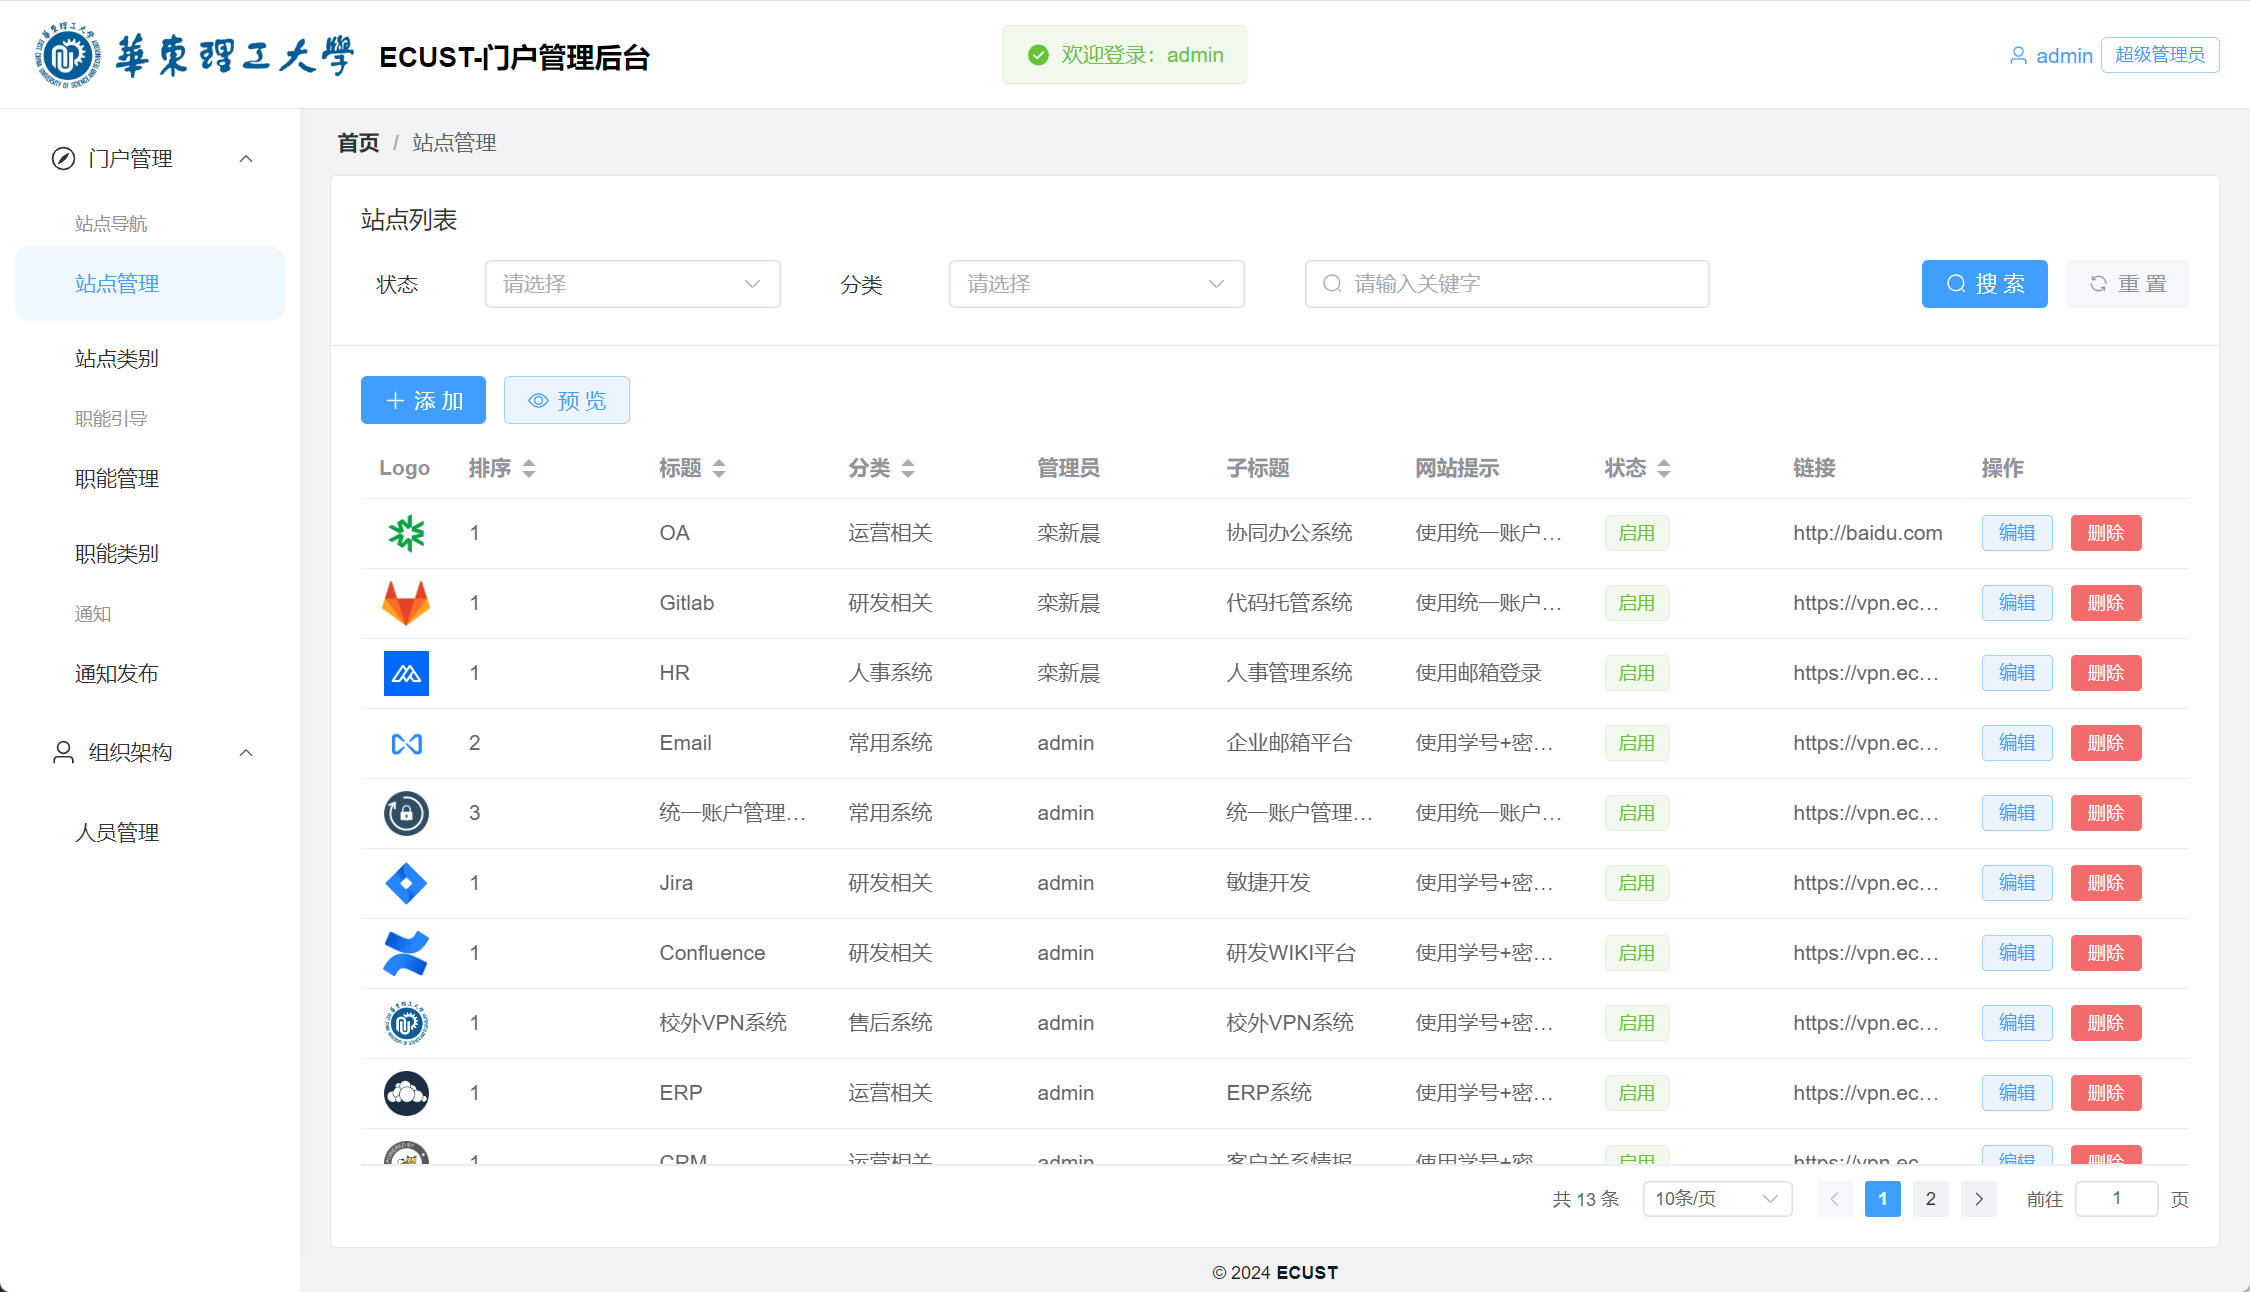 華東理工大學 ECUST-门户管理后台
欢迎登录：admin
admin 超级管理员
门户管理
站点导航
站点管理
站点类别
职能引导
职能管理
职能类别
通知
通知发布
组织架构
人员管理
首页 / 站点管理
站点列表
状态 请选择 分类 请选择 请输入关键字 搜索 重置
添加 预览
Logo 排序 标题 分类 管理员 子标题 网站提示 状态 链接 操作
1 OA 运营相关 栾新晨 协同办公系统 使用统一账户… 启用 http://baidu.com 编辑 删除
1 Gitlab 研发相关 栾新晨 代码托管系统 使用统一账户… 启用 https://vpn.ec… 编辑 删除
1 HR 人事系统 栾新晨 人事管理系统 使用邮箱登录 启用 https://vpn.ec… 编辑 删除
2 Email 常用系统 admin 企业邮箱平台 使用学号+密… 启用 https://vpn.ec… 编辑 删除
3 统一账户管理… 常用系统 admin 统一账户管理… 使用统一账户… 启用 https://vpn.ec… 编辑 删除
1 Jira 研发相关 admin 敏捷开发 使用学号+密… 启用 https://vpn.ec… 编辑 删除
1 Confluence 研发相关 admin 研发WIKI平台 使用学号+密… 启用 https://vpn.ec… 编辑 删除
1 校外VPN系统 售后系统 admin 校外VPN系统 使用学号+密… 启用 https://vpn.ec… 编辑 删除
1 ERP 运营相关 admin ERP系统 使用学号+密… 启用 https://vpn.ec… 编辑 删除
1 CRM 运营相关 admin 客户关系情报 使用学号+密… 启用 https://vpn.ec… 编辑 删除
共 13 条 10条/页 1 2 前往 1 页
© 2024 ECUST